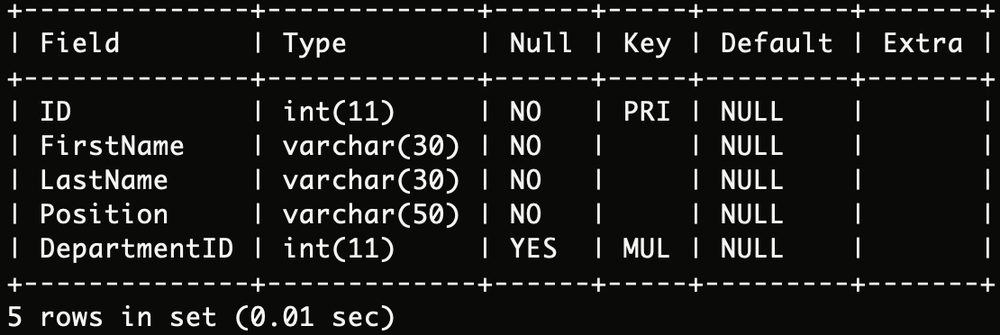 +---------------+-------------+------+-----+---------+-------+
| Field         | Type        | Null | Key | Default | Extra |
+---------------+-------------+------+-----+---------+-------+
| ID            | int(11)     | NO   | PRI | NULL    |       |
| FirstName     | varchar(30) | NO   |     | NULL    |       |
| LastName      | varchar(30) | NO   |     | NULL    |       |
| Position      | varchar(50) | NO   |     | NULL    |       |
| DepartmentID  | int(11)     | YES  | MUL | NULL    |       |
+---------------+-------------+------+-----+---------+-------+
5 rows in set (0.01 sec)